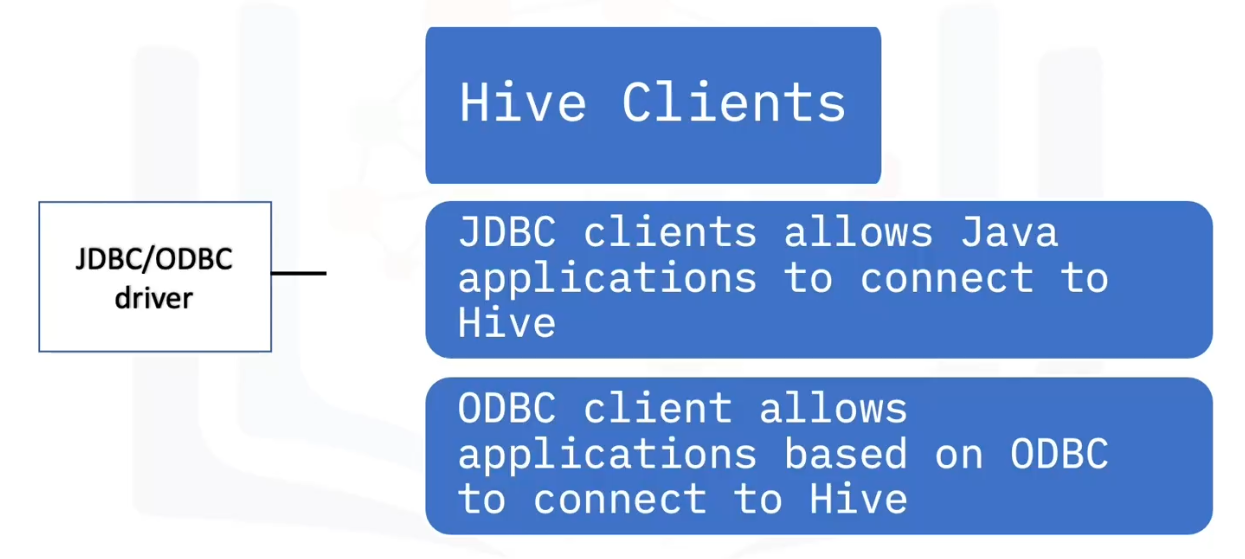 Hive Clients
JDBC/ODBC
driver
JDBC clients allows Java
applications to connect to
Hive
ODBC client allows
applications based on ODBC
to connect to Hive